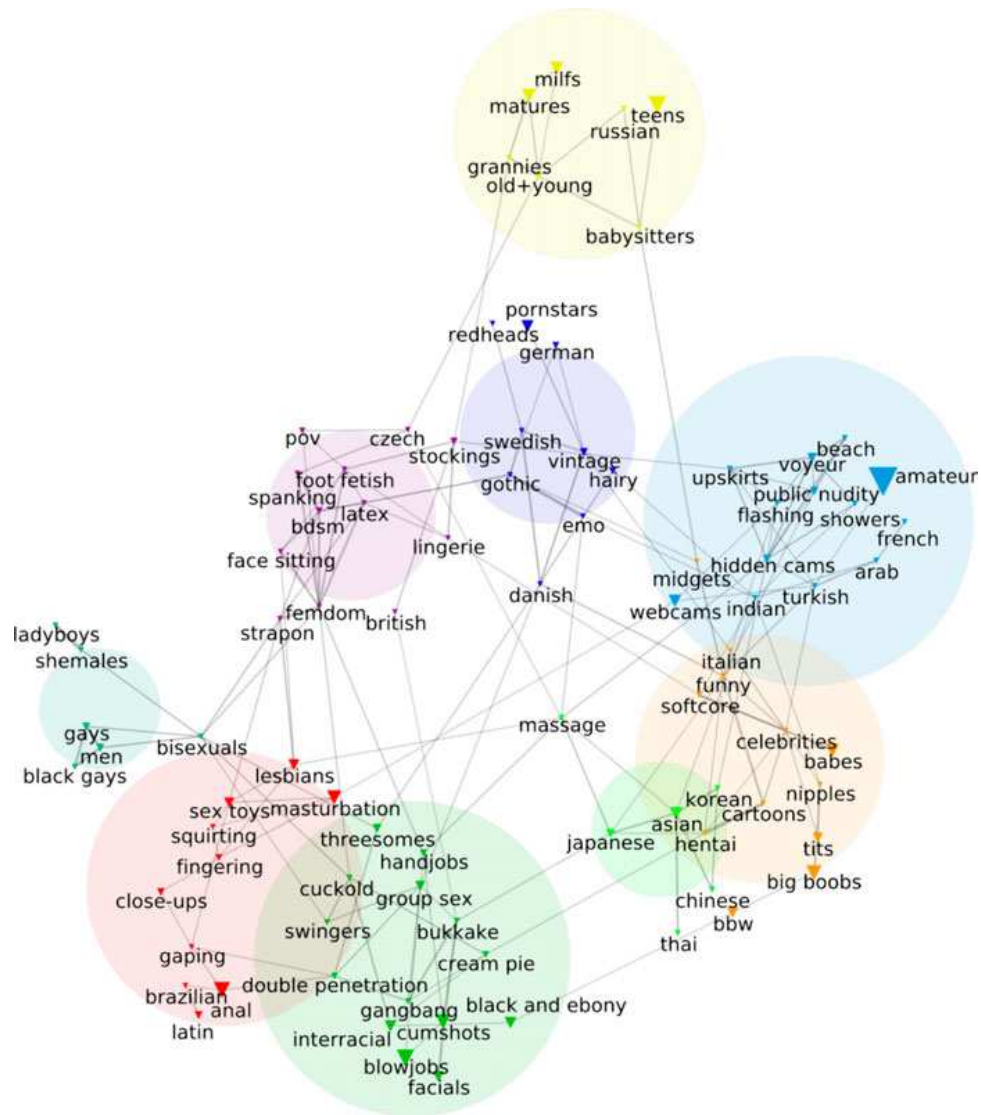 milfs
matures
teens
russian
grannies
old+young
babysitters
pornstars
redheads
german
pov
czech
swedish
stockings
vintage
beach
voyeur
foot fetish
spanking
gothic
hairy
upskirts
amateur
public nudity
latex
bdsm
emo
flashing
showers
french
face sitting
lingerie
hidden cams
arab
midgets
femdom
british
danish
webcams
indian
turkish
strapon
ladyboys
shemales
italian
funny
softcore
gays
men
bisexuals
massage
celebrities
babes
black gays
lesbians
sex toys
masturbation
korean
nipples
squirting
threesomes
asian
cartoons
japanese
hentai
tits
fingering
handjobs
close-ups
cuckold
group sex
big boobs
chinese
swingers
bukkake
bbw
thai
gaping
cream pie
double penetration
brazilian
anal
gangbang
black and ebony
latin
interracial
cumshots
blowjobs
facials